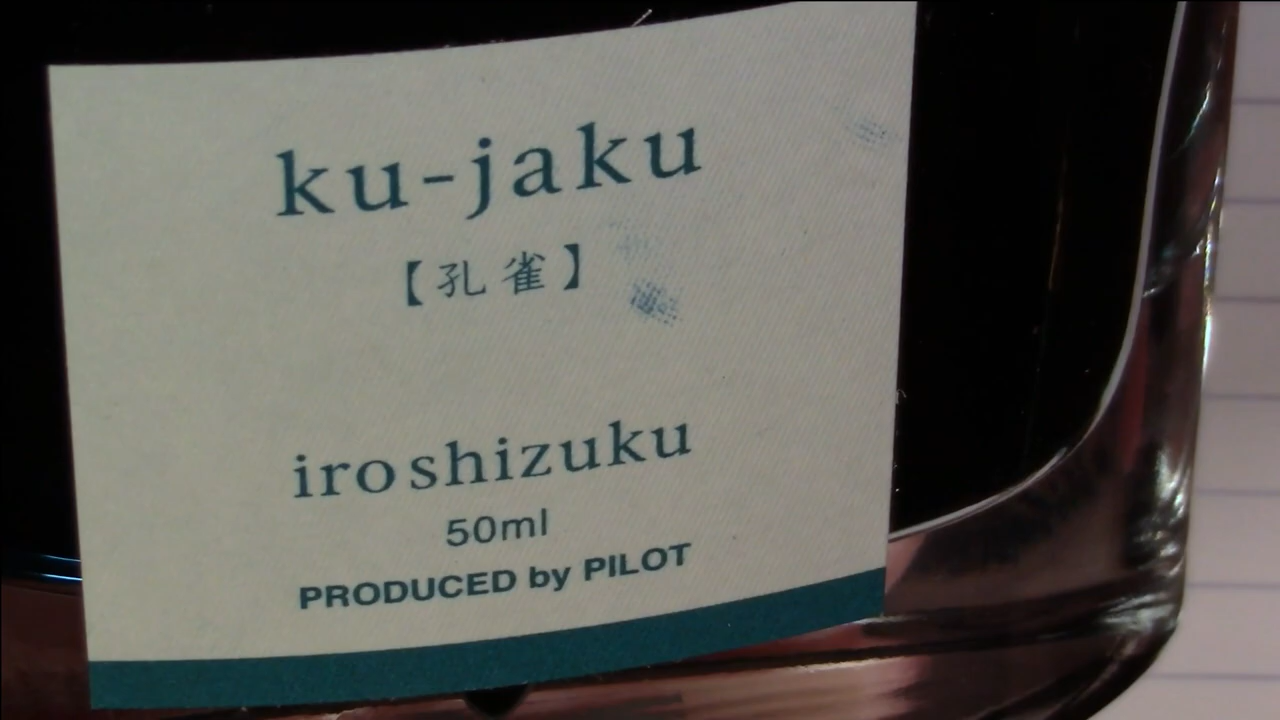 ku-jaku
【孔雀】
iroshizuku
50ml
PRODUCED by PILOT